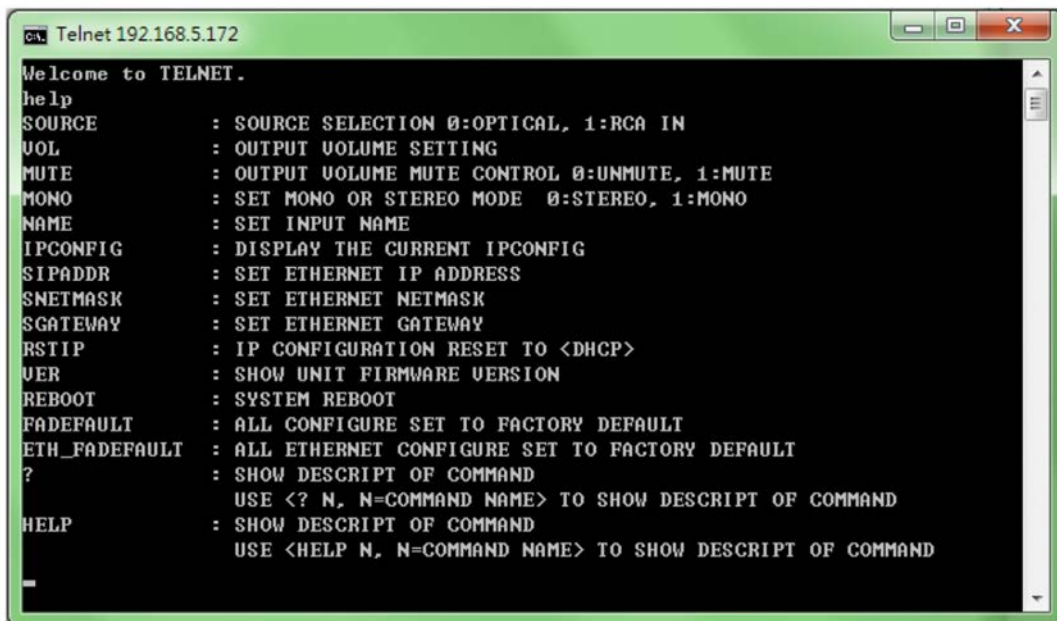 Telnet 192.168.5.172
Welcome to TELNET.
help
SOURCE : SOURCE SELECTION 0:OPTICAL, 1:RCA IN
VOL : OUTPUT VOLUME SETTING
MUTE : OUTPUT VOLUME MUTE CONTROL 0:UNMUTE, 1:MUTE
MONO : SET MONO OR STEREO MODE 0:STEREO, 1:MONO
NAME : SET INPUT NAME
IPCONFIG : DISPLAY THE CURRENT IPCONFIG
SIPADDR : SET ETHERNET IP ADDRESS
SNETMASK : SET ETHERNET NETMASK
SGATEWAY : SET ETHERNET GATEWAY
RSTIP : IP CONFIGURATION RESET TO <DHCP>
VER : SHOW UNIT FIRMWARE VERSION
REBOOT : SYSTEM REBOOT
FADEFAULT : ALL CONFIGURE SET TO FACTORY DEFAULT
ETH_FADEFAULT : ALL ETHERNET CONFIGURE SET TO FACTORY DEFAULT
? : SHOW DESCRIPT OF COMMAND
USE <? N, N=COMMAND NAME> TO SHOW DESCRIPT OF COMMAND
HELP : SHOW DESCRIPT OF COMMAND
USE <HELP N, N=COMMAND NAME> TO SHOW DESCRIPT OF COMMAND